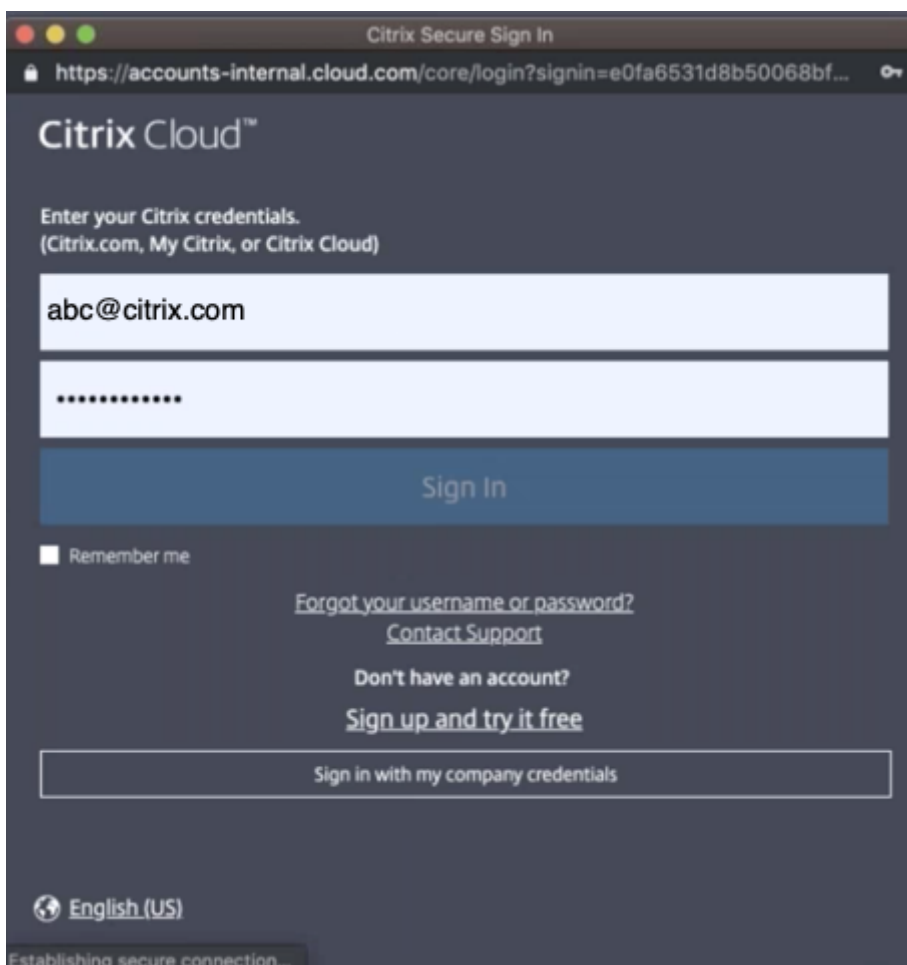 Citrix Secure Sign In
https://accounts-internal.cloud.com/core/login?signin=e0fa6531d8b50068bf...
Citrix Cloud™
Enter your Citrix credentials.
(Citrix.com, My Citrix, or Citrix Cloud)
abc@citrix.com
••••••••••••
Sign In
Remember me
Forgot your username or password?
Contact Support
Don't have an account?
Sign up and try it free
Sign in with my company credentials
English (US)
Establishing secure connection...